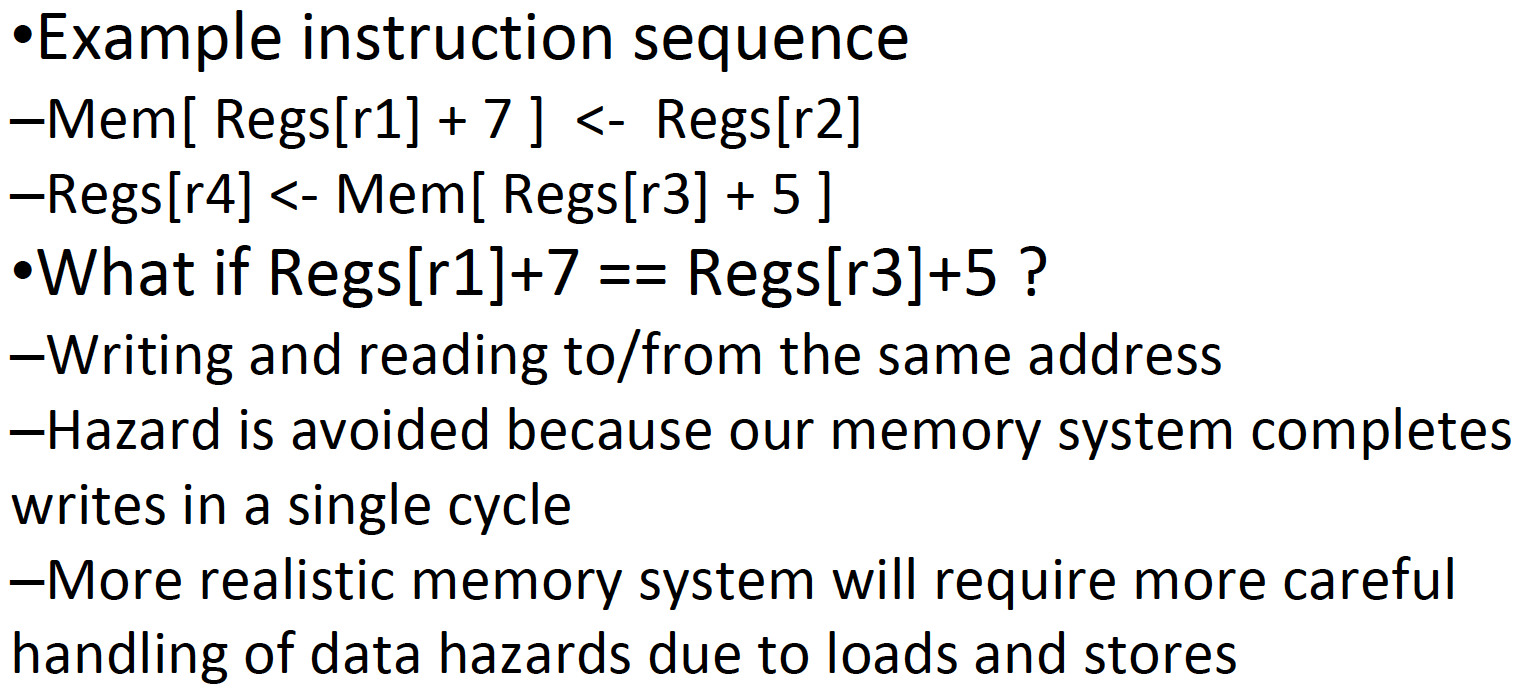 •Example instruction sequence
–Mem[ Regs[r1] + 7 ] <- Regs[r2]
–Regs[r4] <- Mem[ Regs[r3] + 5 ]
•What if Regs[r1]+7 == Regs[r3]+5 ?
–Writing and reading to/from the same address
–Hazard is avoided because our memory system completes
writes in a single cycle
–More realistic memory system will require more careful
handling of data hazards due to loads and stores